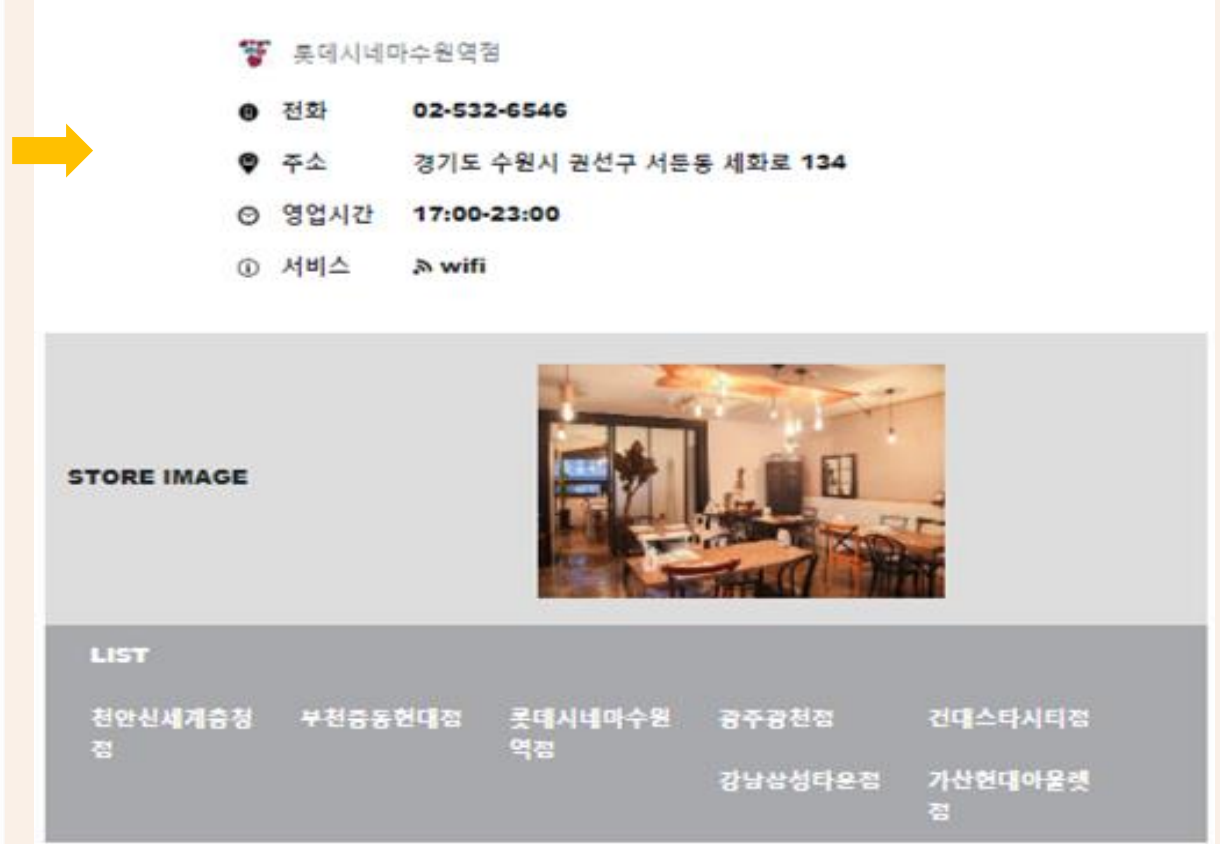 롯데시네마수원역점
전화 02-532-6546
주소 경기도 수원시 권선구 서둔동 세화로 134
영업시간 17:00-23:00
서비스 wifi
STORE IMAGE
LIST
천안신세계충청점
부천중동현대점
롯데시네마수원역점
광주광천점
건대스타시티점
강남삼성타운점
가산현대아울렛점